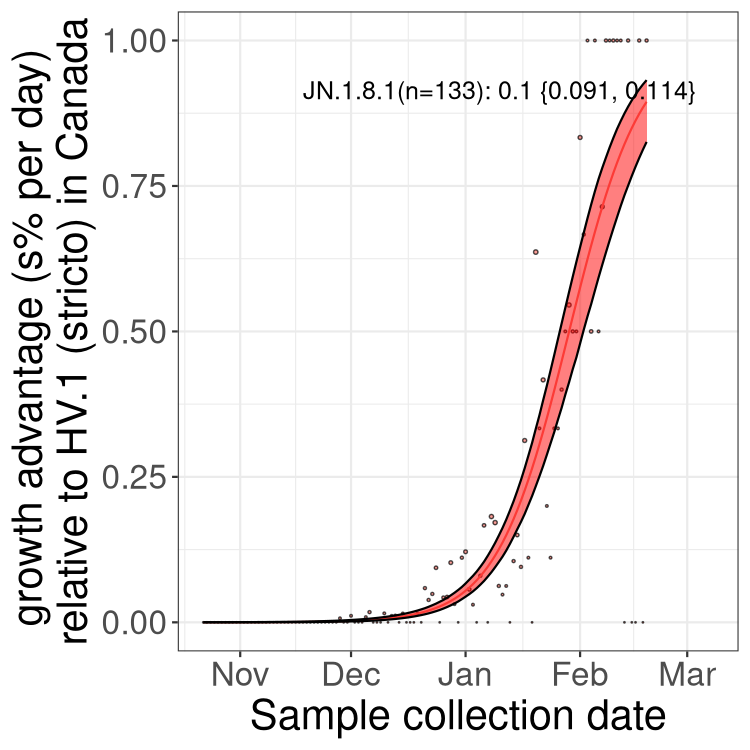 growth advantage (s% per day)
relative to HV.1 (stricto) in Canada
1.00
0.75
0.50
0.25
0.00
JN.1.8.1(n=133): 0.1 {0.091, 0.114}
Nov Dec Jan Feb Mar
Sample collection date